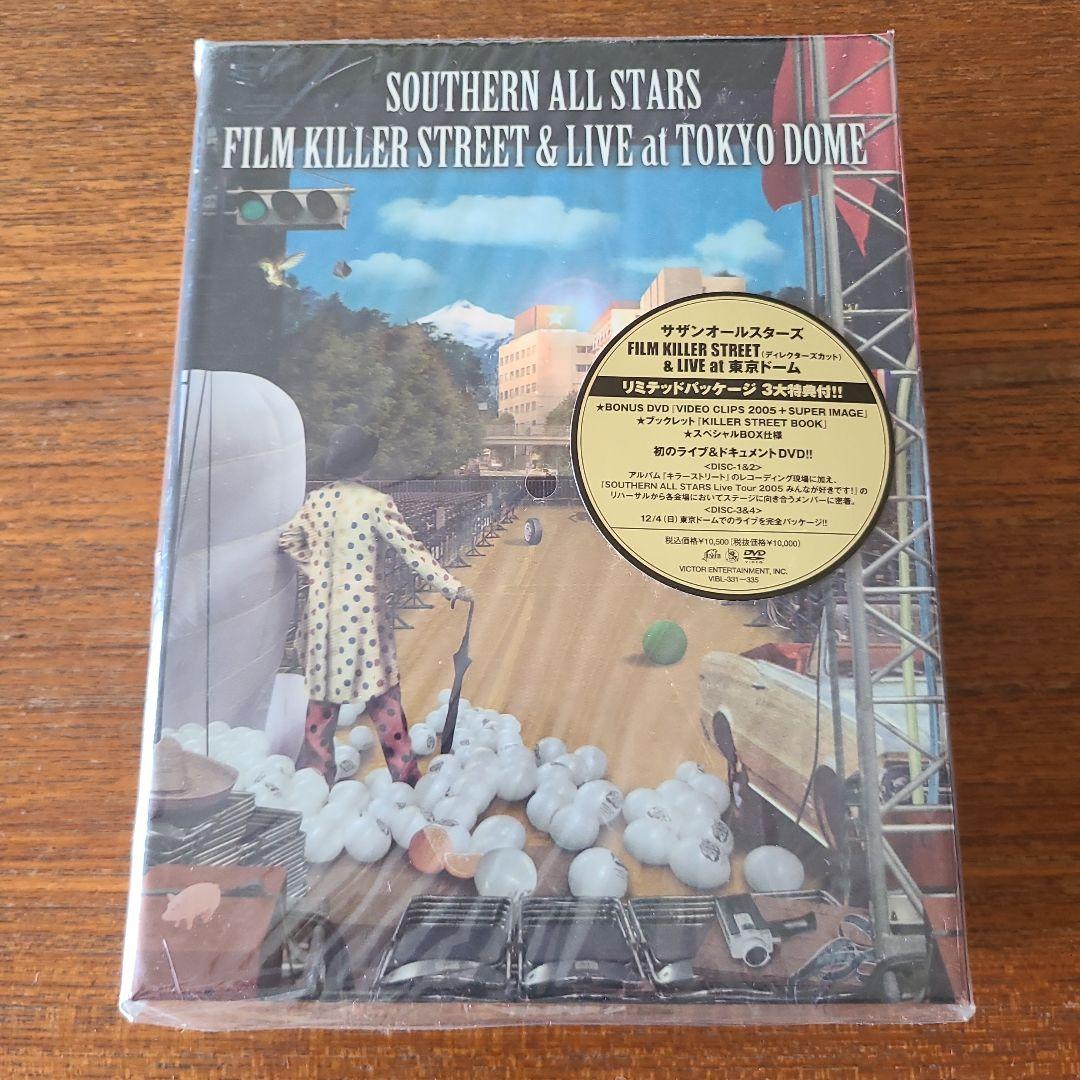 SOUTHERN ALL STARS
FILM KILLER STREET & LIVE at TOKYO DOME
サザンオールスターズ
FILM KILLER STREET (ディレクターズカット)
& LIVE at 東京ドーム
リミテッドパッケージ 3大特典付!!
★BONUS DVD『VIDEO CLIPS 2005+SUPER IMAGE』
★ブックレット『KILLER STREET BOOK』
★スペシャルBOX仕様
初のライブ&ドキュメントDVD!!
<DISC-1&2>
アルバム『キラーストリート』のレコーディング現場に加え、
『SOUTHERN ALL STARS Live Tour 2005 みんなが好きです!』の
リハーサルから各会場においてステージに向き合うメンバーに密着。
<DISC-3&4>
12/4(日)東京ドームでのライブを完全パッケージ!!
税込価格¥10,500[税抜価格¥10,000]
DVD
VIDEO
VICTOR ENTERTAINMENT, INC.
VIBL-331-335